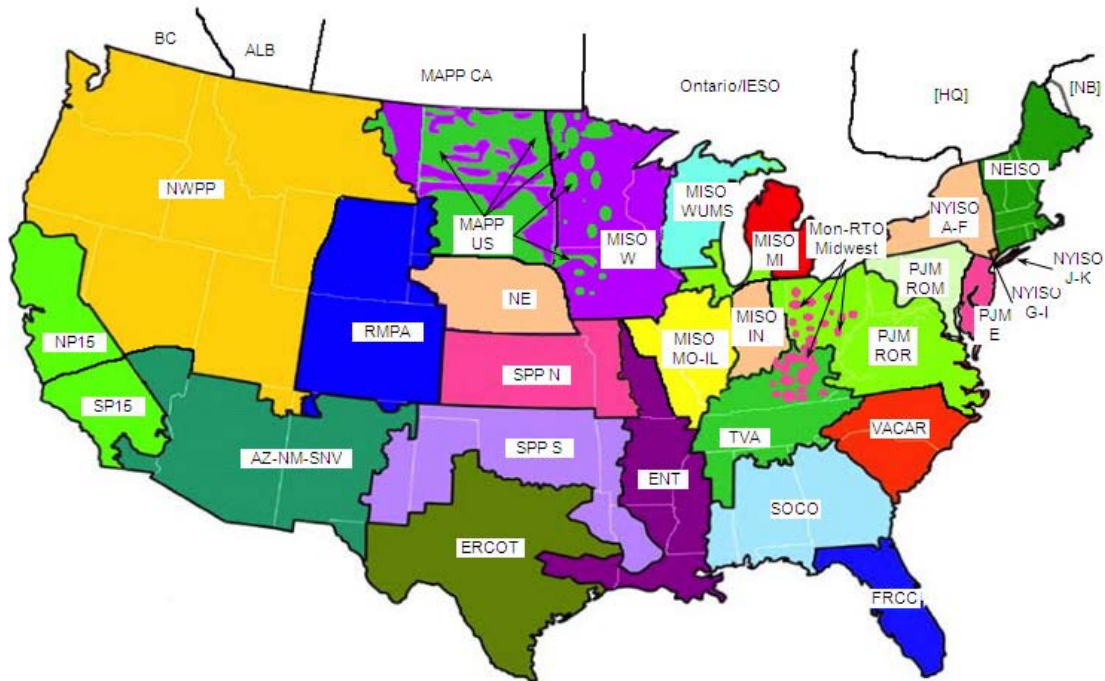 BC
ALB
MAPP CA
Ontario/IESO
[HQ]
[NB]
NWPP
MAPP
US
MISO
W
MISO
WUMS
MISO
MI
Mon-RTO
Midwest
NYISO
A-F
NEISO
NYISO
J-K
NYISO
G-I
PJM
ROM
PJM
E
PJM
ROR
NE
RMPA
MISO
MO-IL
MISO
IN
NP15
SP15
SPP N
AZ-NM-SNV
SPP S
TVA
VACAR
ENT
SOCO
ERCOT
FRCC